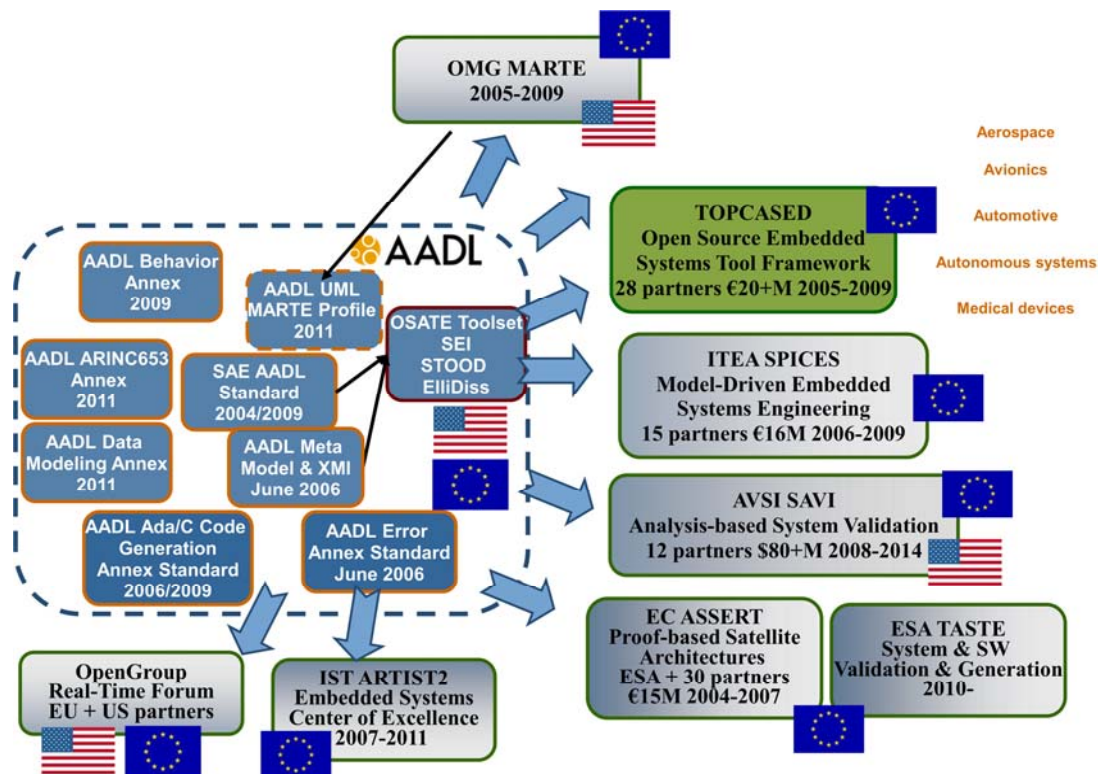 OMG MARTE
2005-2009
Aerospace
Avionics
Automotive
Autonomous systems
Medical devices
TOPCASED
Open Source Embedded
Systems Tool Framework
28 partners €20+M 2005-2009
AADL
AADL Behavior
Annex
2009
AADL UML
MARTE Profile
2011
OSATE Toolset
SEI
STOOD
ElliDiss
AADL ARINC653
Annex
2011
SAE AADL
Standard
2004/2009
AADL Data
Modeling Annex
2011
AADL Meta
Model & XMI
June 2006
AADL Ada/C Code
Generation
Annex Standard
2006/2009
AADL Error
Annex Standard
June 2006
ITEA SPICES
Model-Driven Embedded
Systems Engineering
15 partners €16M 2006-2009
AVSI SAVI
Analysis-based System Validation
12 partners $80+M 2008-2014
EC ASSERT
Proof-based Satellite
Architectures
ESA + 30 partners
€15M 2004-2007
ESA TASTE
System & SW
Validation & Generation
2010-
OpenGroup
Real-Time Forum
EU + US partners
IST ARTIST2
Embedded Systems
Center of Excellence
2007-2011